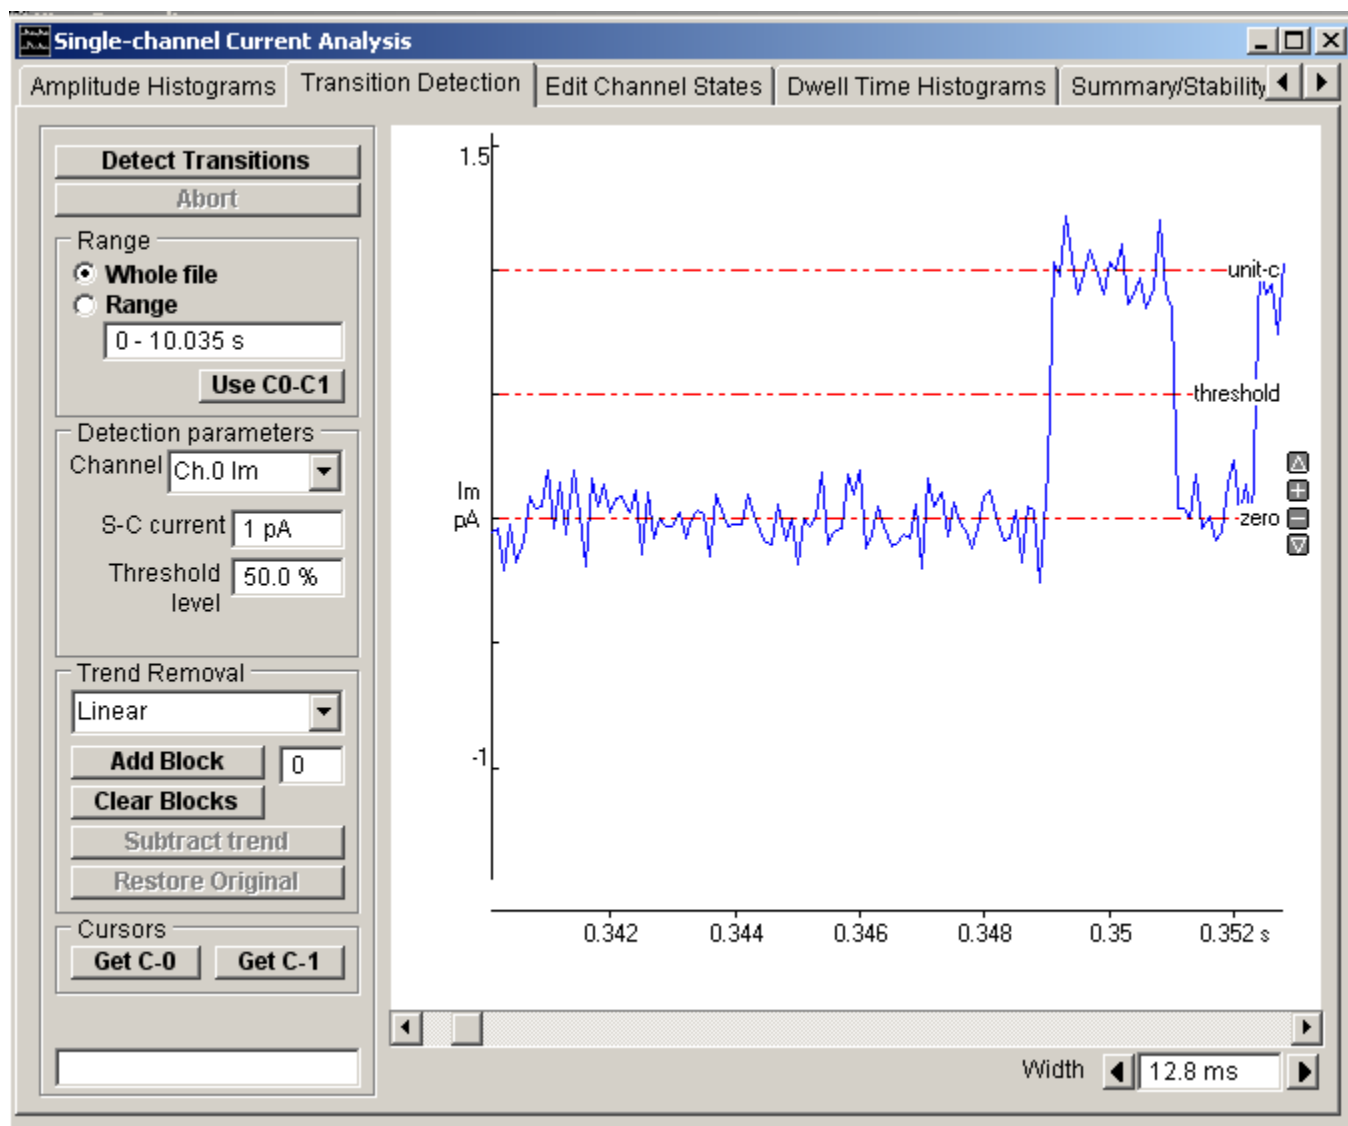 Single-channel Current Analysis
Amplitude Histograms
Transition Detection
Edit Channel States
Dwell Time Histograms
Summary/Stability
Detect Transitions
Abort
Range
Whole file
Range
0 - 10.035 s
Use C0-C1
Detection parameters
Channel
Ch.0 Im
S-C current
1 pA
Threshold
level
50.0 %
Trend Removal
Linear
Add Block
0
Clear Blocks
Subtract trend
Restore Original
Cursors
Get C-0
Get C-1
1.5
unit-c
threshold
Im
pA
zero
-1
0.342
0.344
0.346
0.348
0.35
0.352 s
Width
12.8 ms